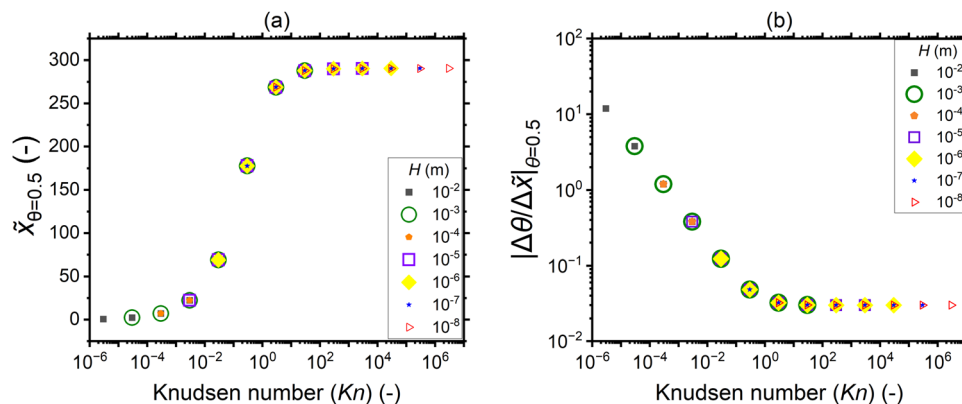 (a)
300
250
200
150
100
50
0
x̃θ=0.5 (-)
10⁻⁶ 10⁻⁴ 10⁻² 10⁰ 10² 10⁴ 10⁶
Knudsen number (Kn) (-)
H (m)
10⁻²
10⁻³
10⁻⁴
10⁻⁵
10⁻⁶
10⁻⁷
10⁻⁸
(b)
10²
10¹
10⁰
10⁻¹
10⁻²
|Δθ/Δx̃|θ=0.5
10⁻⁶ 10⁻⁴ 10⁻² 10⁰ 10² 10⁴ 10⁶
Knudsen number (Kn) (-)
H (m)
10⁻²
10⁻³
10⁻⁴
10⁻⁵
10⁻⁶
10⁻⁷
10⁻⁸